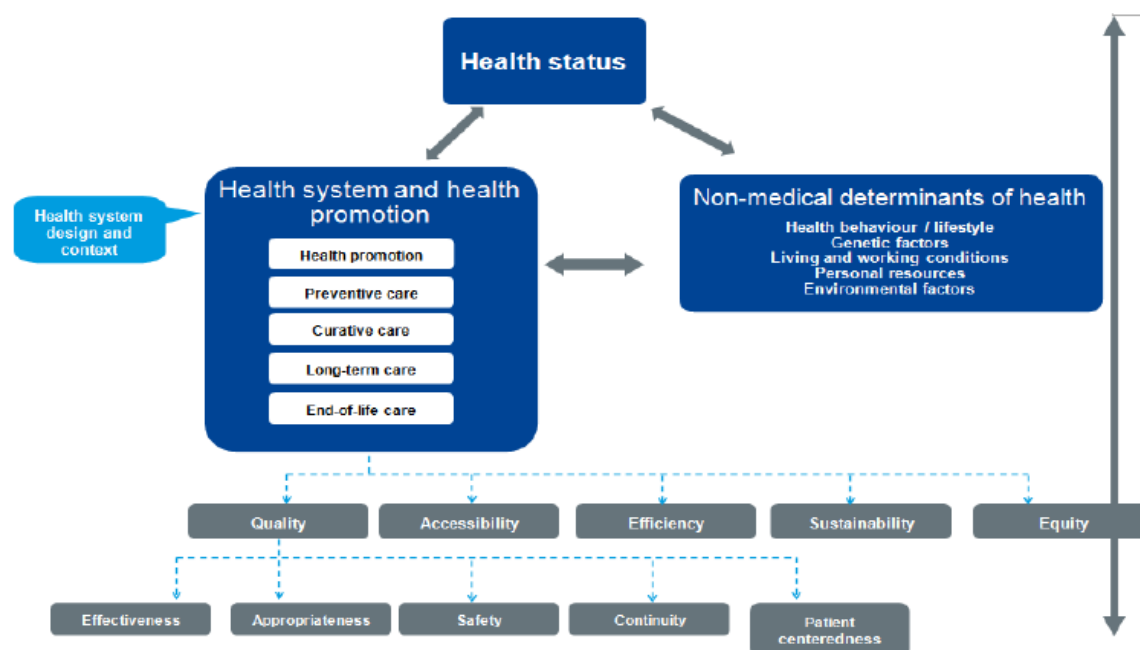 Health status
Health system and health
promotion
Health promotion
Preventive care
Curative care
Long-term care
End-of-life care
Health system
design and
context
Non-medical determinants of health
Health behaviour / lifestyle
Genetic factors
Living and working conditions
Personal resources
Environmental factors
Quality
Accessibility
Efficiency
Sustainability
Equity
Effectiveness
Appropriateness
Safety
Continuity
Patient
centeredness